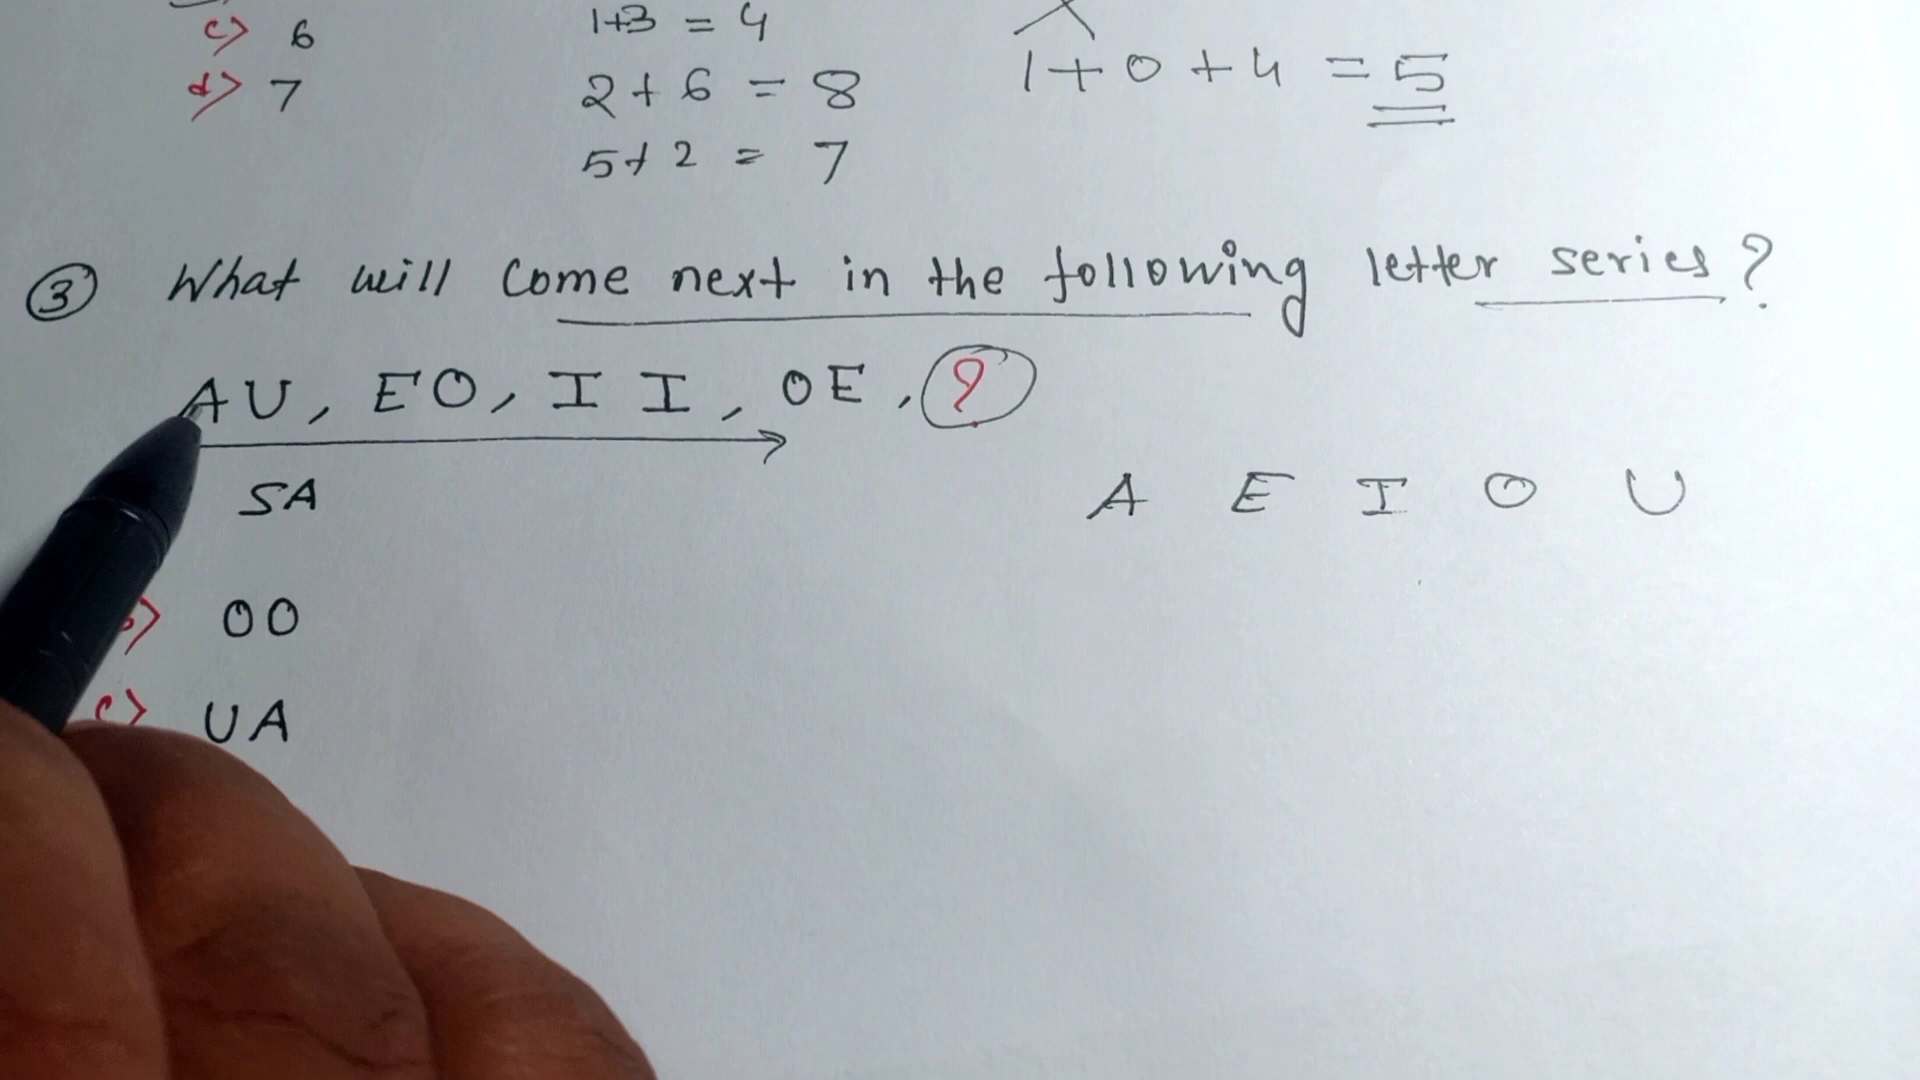 c) 6
d) 7
1+3 = 4
2 + 6 = 8
5+2 = 7
1+0+4 = 5
③ What will come next in the following letter series?
AU, EO, II, OE, ?
SA
b) OO
c) UA
A E I O U